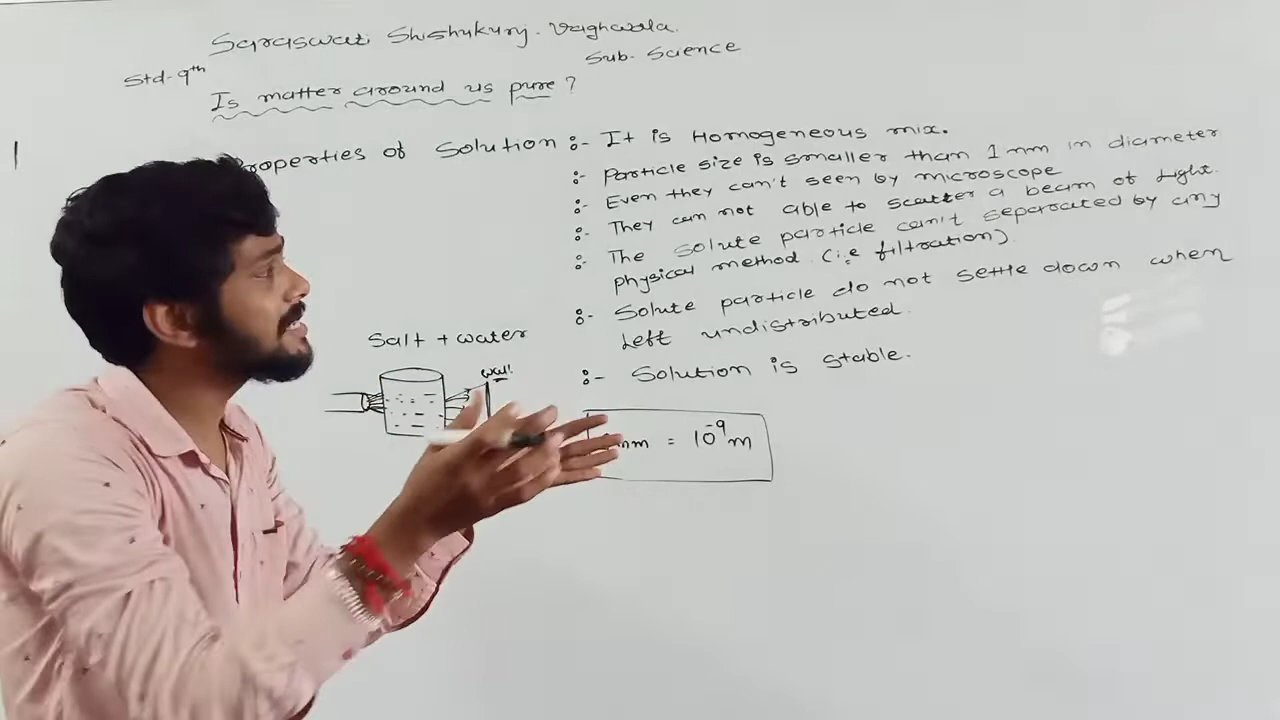 Saraswati Shishukunj. Vaghwala.
Std-9th
Sub- Science
Is matter around us pure?
Properties of Solution :- It is Homogeneous mix.
:- Particle size is smaller than 1 nm in diameter
:- Even they can't seen by microscope
:- They can not able to scatter a beam of light.
:- The solute particle can't separated by any
physical method. (i.e filtration).
:- Solute particle do not settle down when
Left undistributed.
:- Solution is stable.
Salt + water
wall
nm = 10-9 m